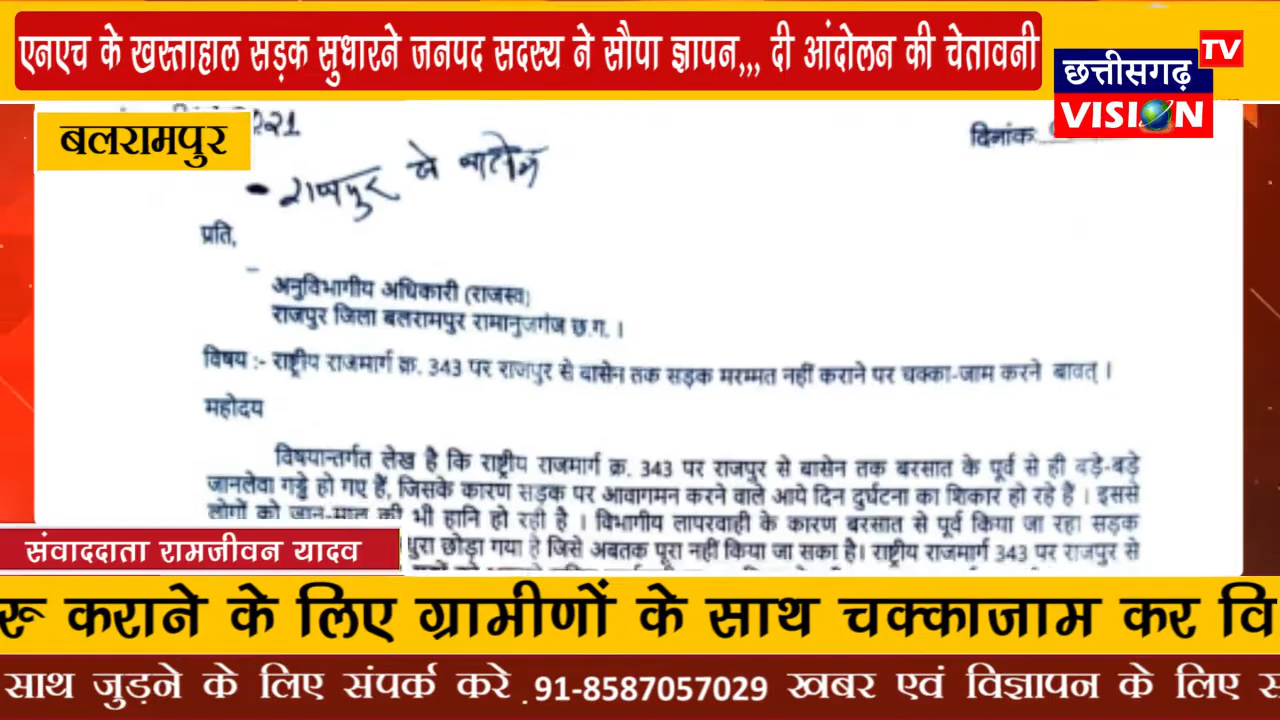 एनएच के खस्ताहाल सड़क सुधारने जनपद सदस्य ने सौपा ज्ञापन,,, दी आंदोलन की चेतावनी
TV
छत्तीसगढ़
VISION
बलरामपुर
दिनांक
राजपुर से
प्रति,
अनुविभागीय अधिकारी (राजस्व)
राजपुर जिला बलरामपुर रामानुजगंज छ.ग. ।
विषय :- राष्ट्रीय राजमार्ग क्र. 343 पर राजपुर से बासेन तक सड़क मरम्मत नहीं कराने पर चक्का-जाम करने बावत् ।
महोदय
विषयान्तर्गत लेख है कि राष्ट्रीय राजमार्ग क्र. 343 पर राजपुर से बासेन तक बरसात के पूर्व से ही बड़े-बड़े
जानलेवा गड्ढे हो गए हैं, जिसके कारण सड़क पर आवागमन करने वाले आये दिन दुर्घटना का शिकार हो रहे हैं । इससे
लोगों को जान-माल की भी हानि हो रही है । विभागीय लापरवाही के कारण बरसात से पूर्व किया जा रहा सड़क
धुरा छोड़ा गया है जिसे अबतक पूरा नहीं किया जा सका है। राष्ट्रीय राजमार्ग 343 पर राजपुर से
संवाददाता रामजीवन यादव
रू कराने के लिए ग्रामीणों के साथ चक्काजाम कर वि
साथ जुड़ने के लिए संपर्क करे . 91-8587057029 खबर एवं विज्ञापन के लिए स